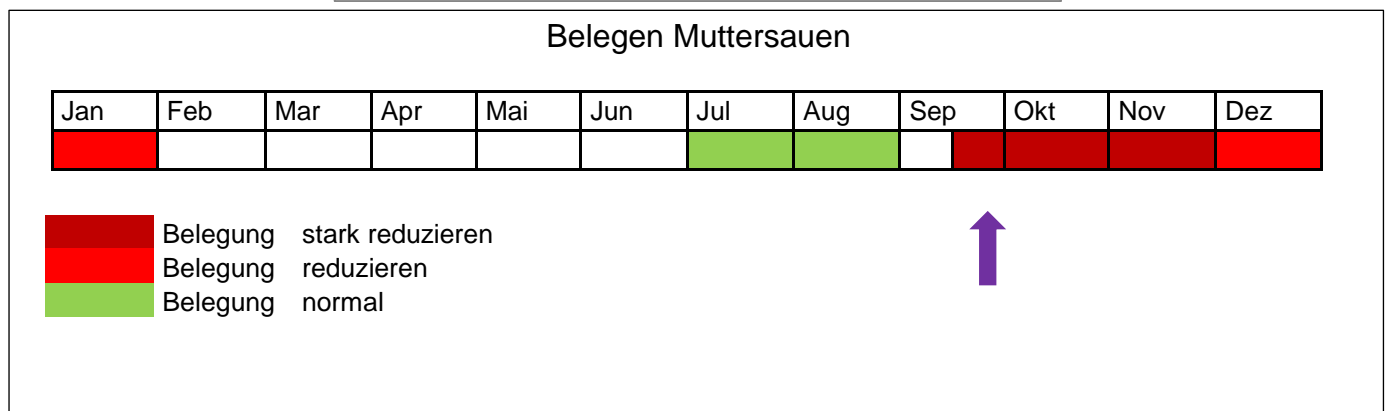 Belegen Muttersauen
Jan Feb Mar Apr Mai Jun Jul Aug Sep Okt Nov Dez
Belegung stark reduzieren
Belegung reduzieren
Belegung normal